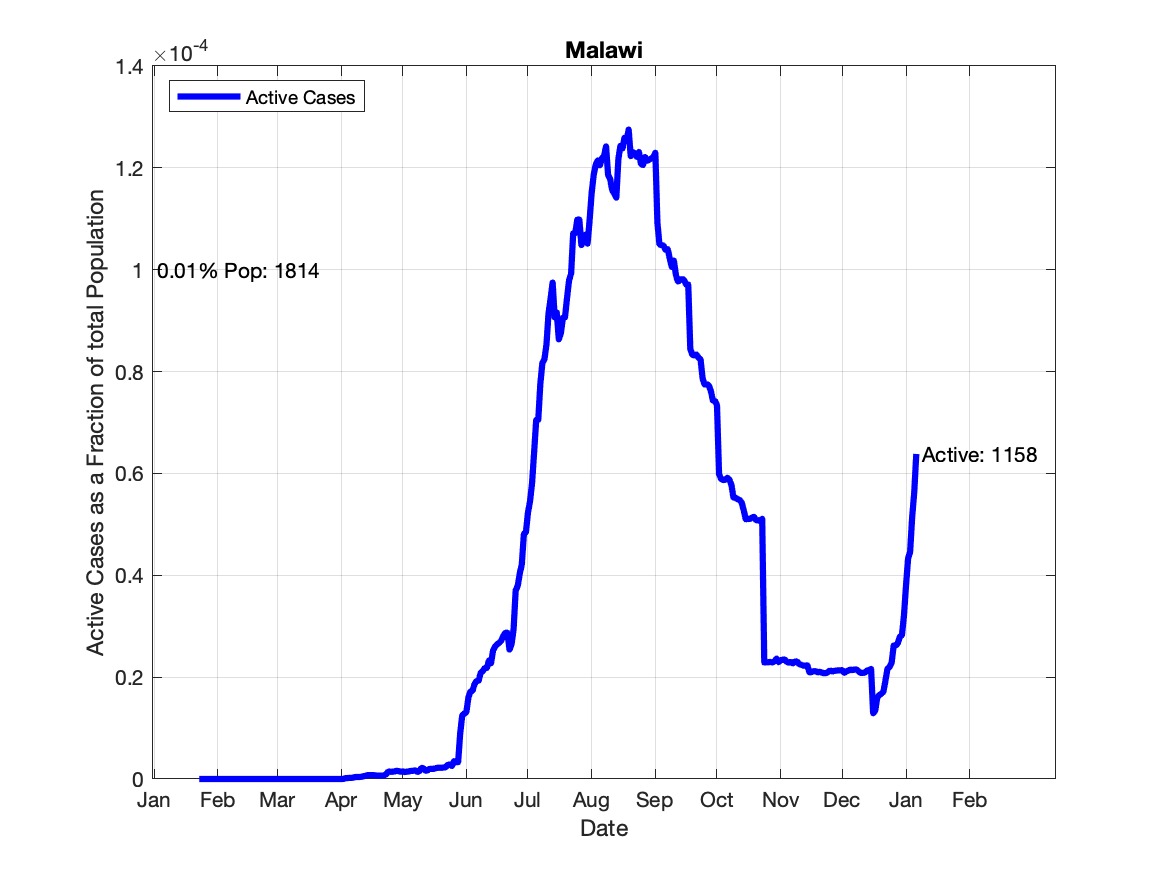 Malawi
×10-4
1.4
1.2
1
0.8
0.6
0.4
0.2
0
Active Cases
0.01% Pop: 1814
Active: 1158
Active Cases as a Fraction of total Population
Jan Feb Mar Apr May Jun Jul Aug Sep Oct Nov Dec Jan Feb
Date